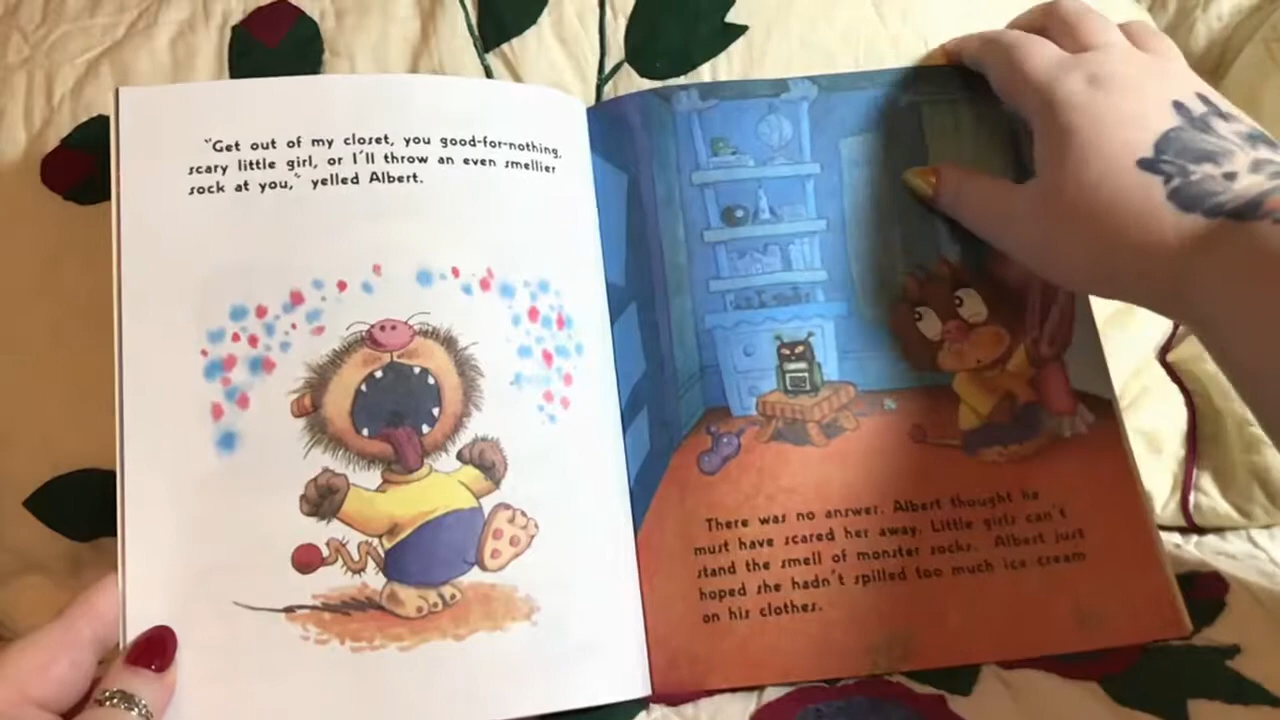 "Get out of my closet, you good-for-nothing,
scary little girl, or I'll throw an even smellier
sock at you," yelled Albert.
There was no answer. Albert thought he
must have scared her away. Little girls can't
stand the smell of monster socks. Albert just
hoped she hadn't spilled too much ice cream
on his clothes.